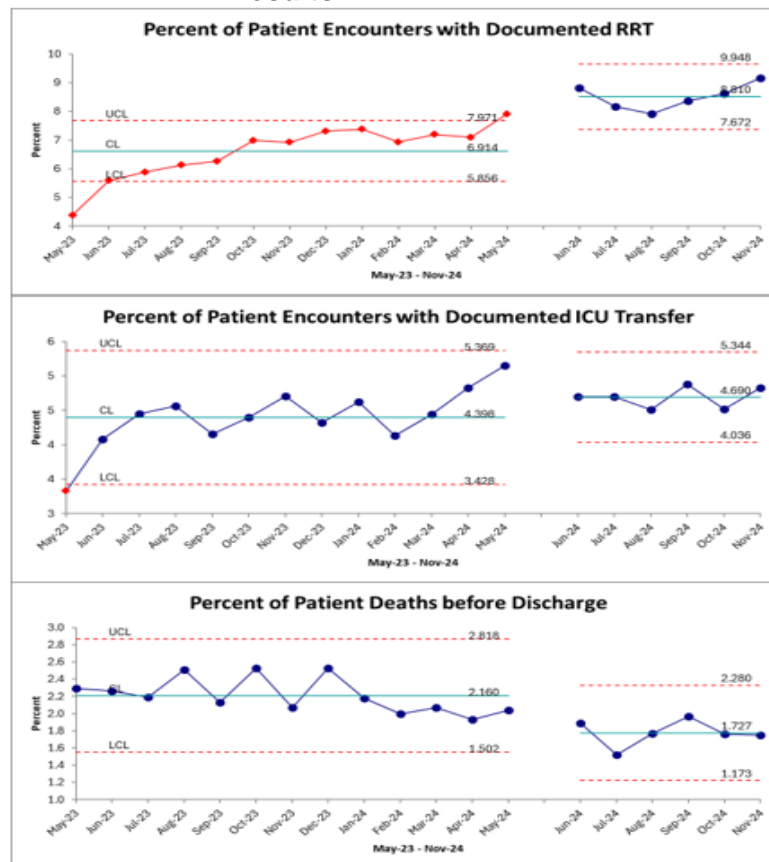 Percent of Patient Encounters with Documented RRT
10
9
8
7
6
5
4
Percent
UCL
CL
LCL
7.971
6.914
5.856
9.948
8.810
7.672
May-23 Jun-23 Jul-23 Aug-23 Sep-23 Oct-23 Nov-23 Dec-23 Jan-24 Feb-24 Mar-24 Apr-24 May-24 Jun-24 Jul-24 Aug-24 Sep-24 Oct-24 Nov-24
May-23 - Nov-24
Percent of Patient Encounters with Documented ICU Transfer
6
5
5
4
4
3
Percent
UCL
CL
LCL
5.369
4.398
3.428
5.344
4.690
4.036
May-23 Jun-23 Jul-23 Aug-23 Sep-23 Oct-23 Nov-23 Dec-23 Jan-24 Feb-24 Mar-24 Apr-24 May-24 Jun-24 Jul-24 Aug-24 Sep-24 Oct-24 Nov-24
May-23 - Nov-24
Percent of Patient Deaths before Discharge
3.0
2.8
2.6
2.4
2.2
2.0
1.8
1.6
1.4
1.2
1.0
Percent
UCL
CL
LCL
2.818
2.160
1.502
2.280
1.727
1.173
May-23 Jun-23 Jul-23 Aug-23 Sep-23 Oct-23 Nov-23 Dec-23 Jan-24 Feb-24 Mar-24 Apr-24 May-24 Jun-24 Jul-24 Aug-24 Sep-24 Oct-24 Nov-24
May-23 - Nov-24